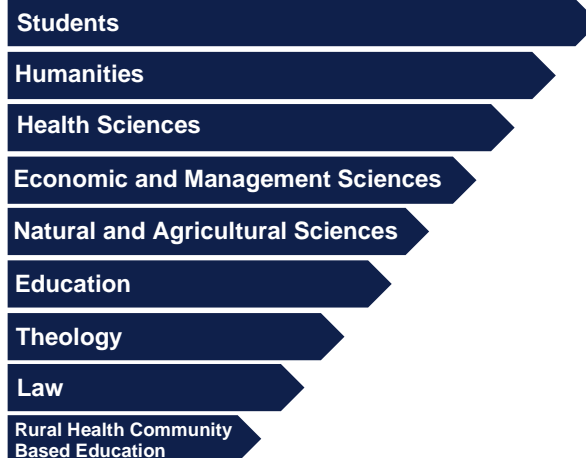 Students
Humanities
Health Sciences
Economic and Management Sciences
Natural and Agricultural Sciences
Education
Theology
Law
Rural Health Community
Based Education